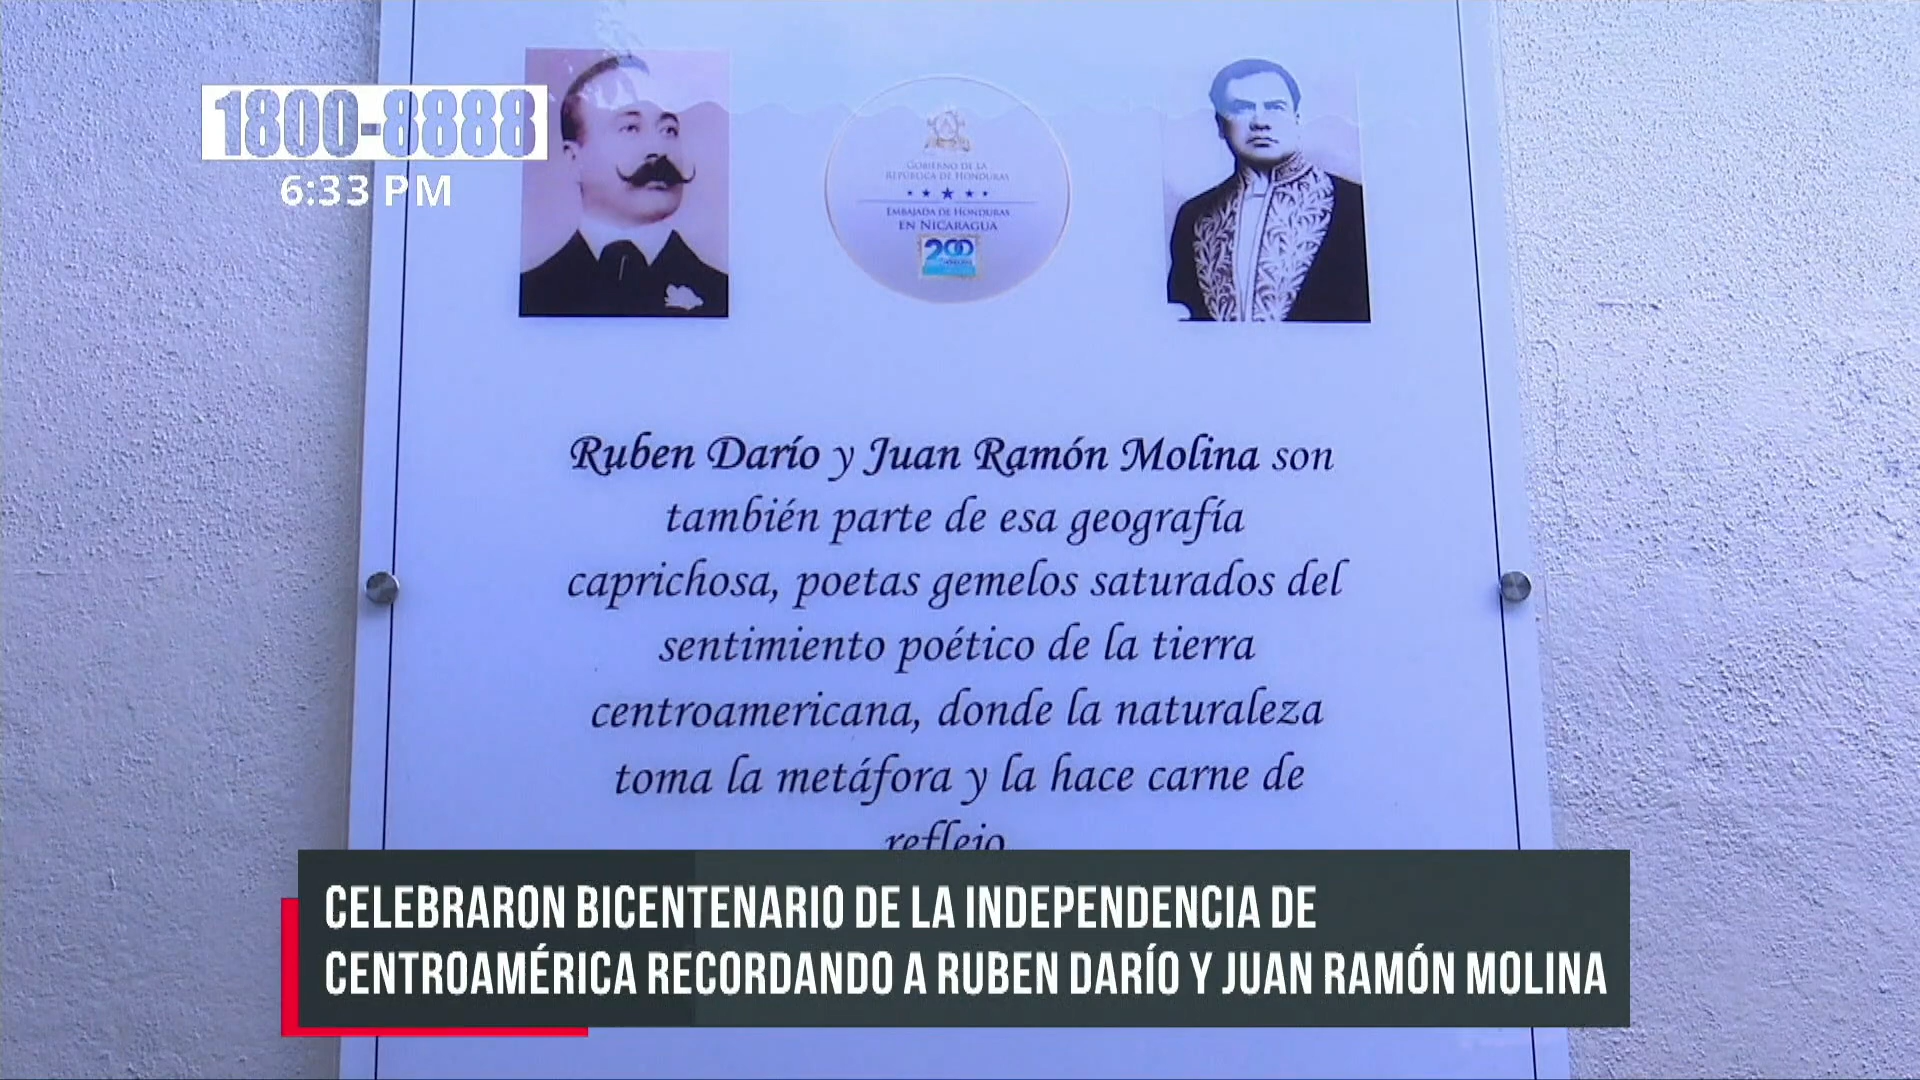 1800-8888
6:33 PM
GOBIERNO DE LA
REPÚBLICA DE HONDURAS
EMBAJADA DE HONDURAS
EN NICARAGUA
200
Ruben Darío y Juan Ramón Molina son
también parte de esa geografía
caprichosa, poetas gemelos saturados del
sentimiento poético de la tierra
centroamericana, donde la naturaleza
toma la metáfora y la hace carne de
reflejo
CELEBRARON BICENTENARIO DE LA INDEPENDENCIA DE
CENTROAMÉRICA RECORDANDO A RUBEN DARÍO Y JUAN RAMÓN MOLINA